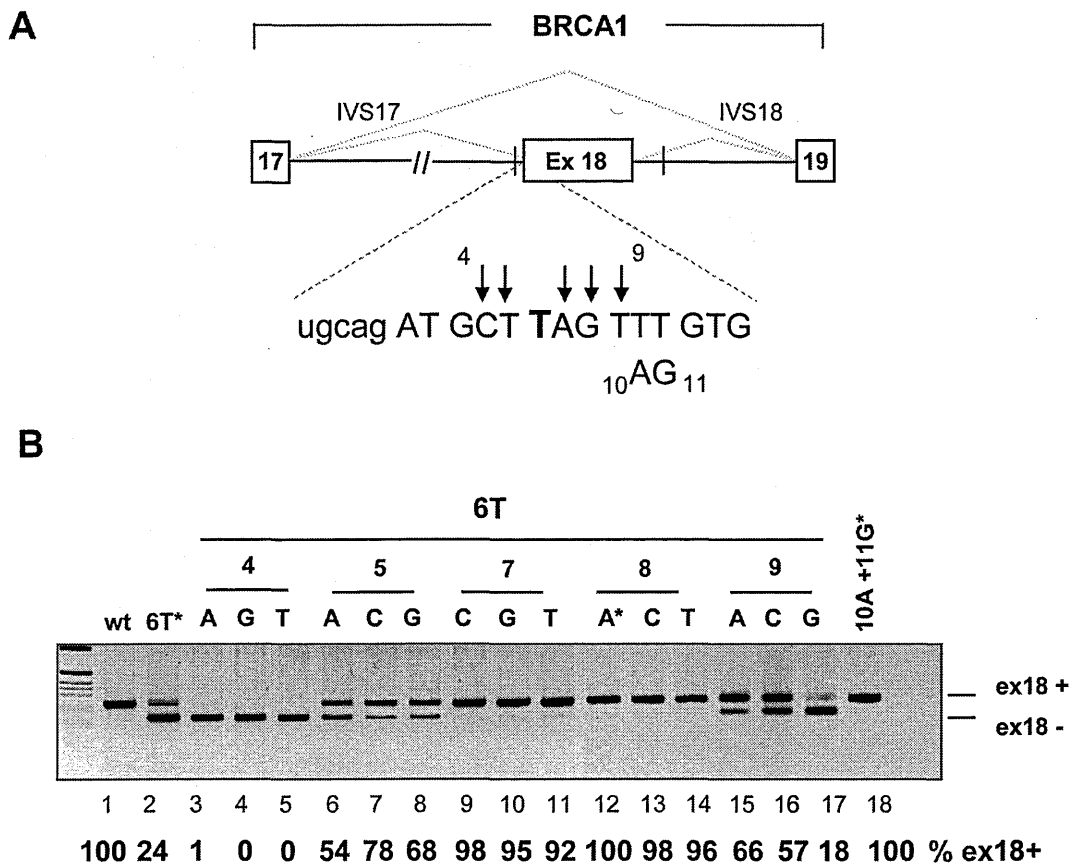 A
BRCA1
IVS17
IVS18
17
//
Ex 18
19
4
9
ugcag AT GCT TAG TTT GTG
10AG 11
B
6T
4 5 7 8 9
wt 6T* A G T A C G C G T A* C T A C G 10A +11G*
ex18 +
ex18 -
1 2 3 4 5 6 7 8 9 10 11 12 13 14 15 16 17 18
100 24 1 0 0 54 78 68 98 95 92 100 98 96 66 57 18 100 % ex18+